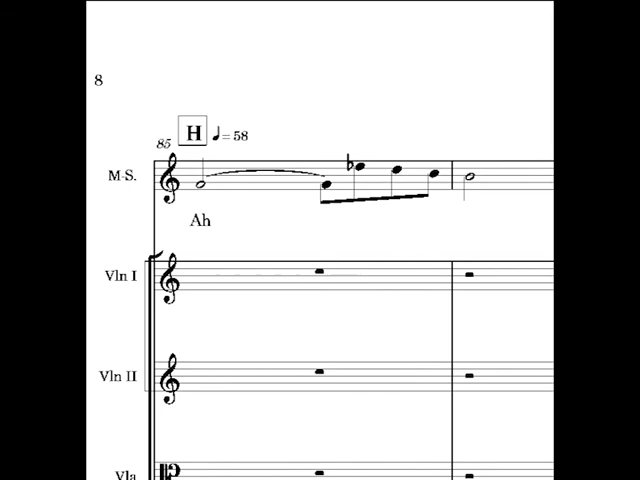 8
H ♩= 58
85
M-S.
Ah
Vln I
Vln II
Vla